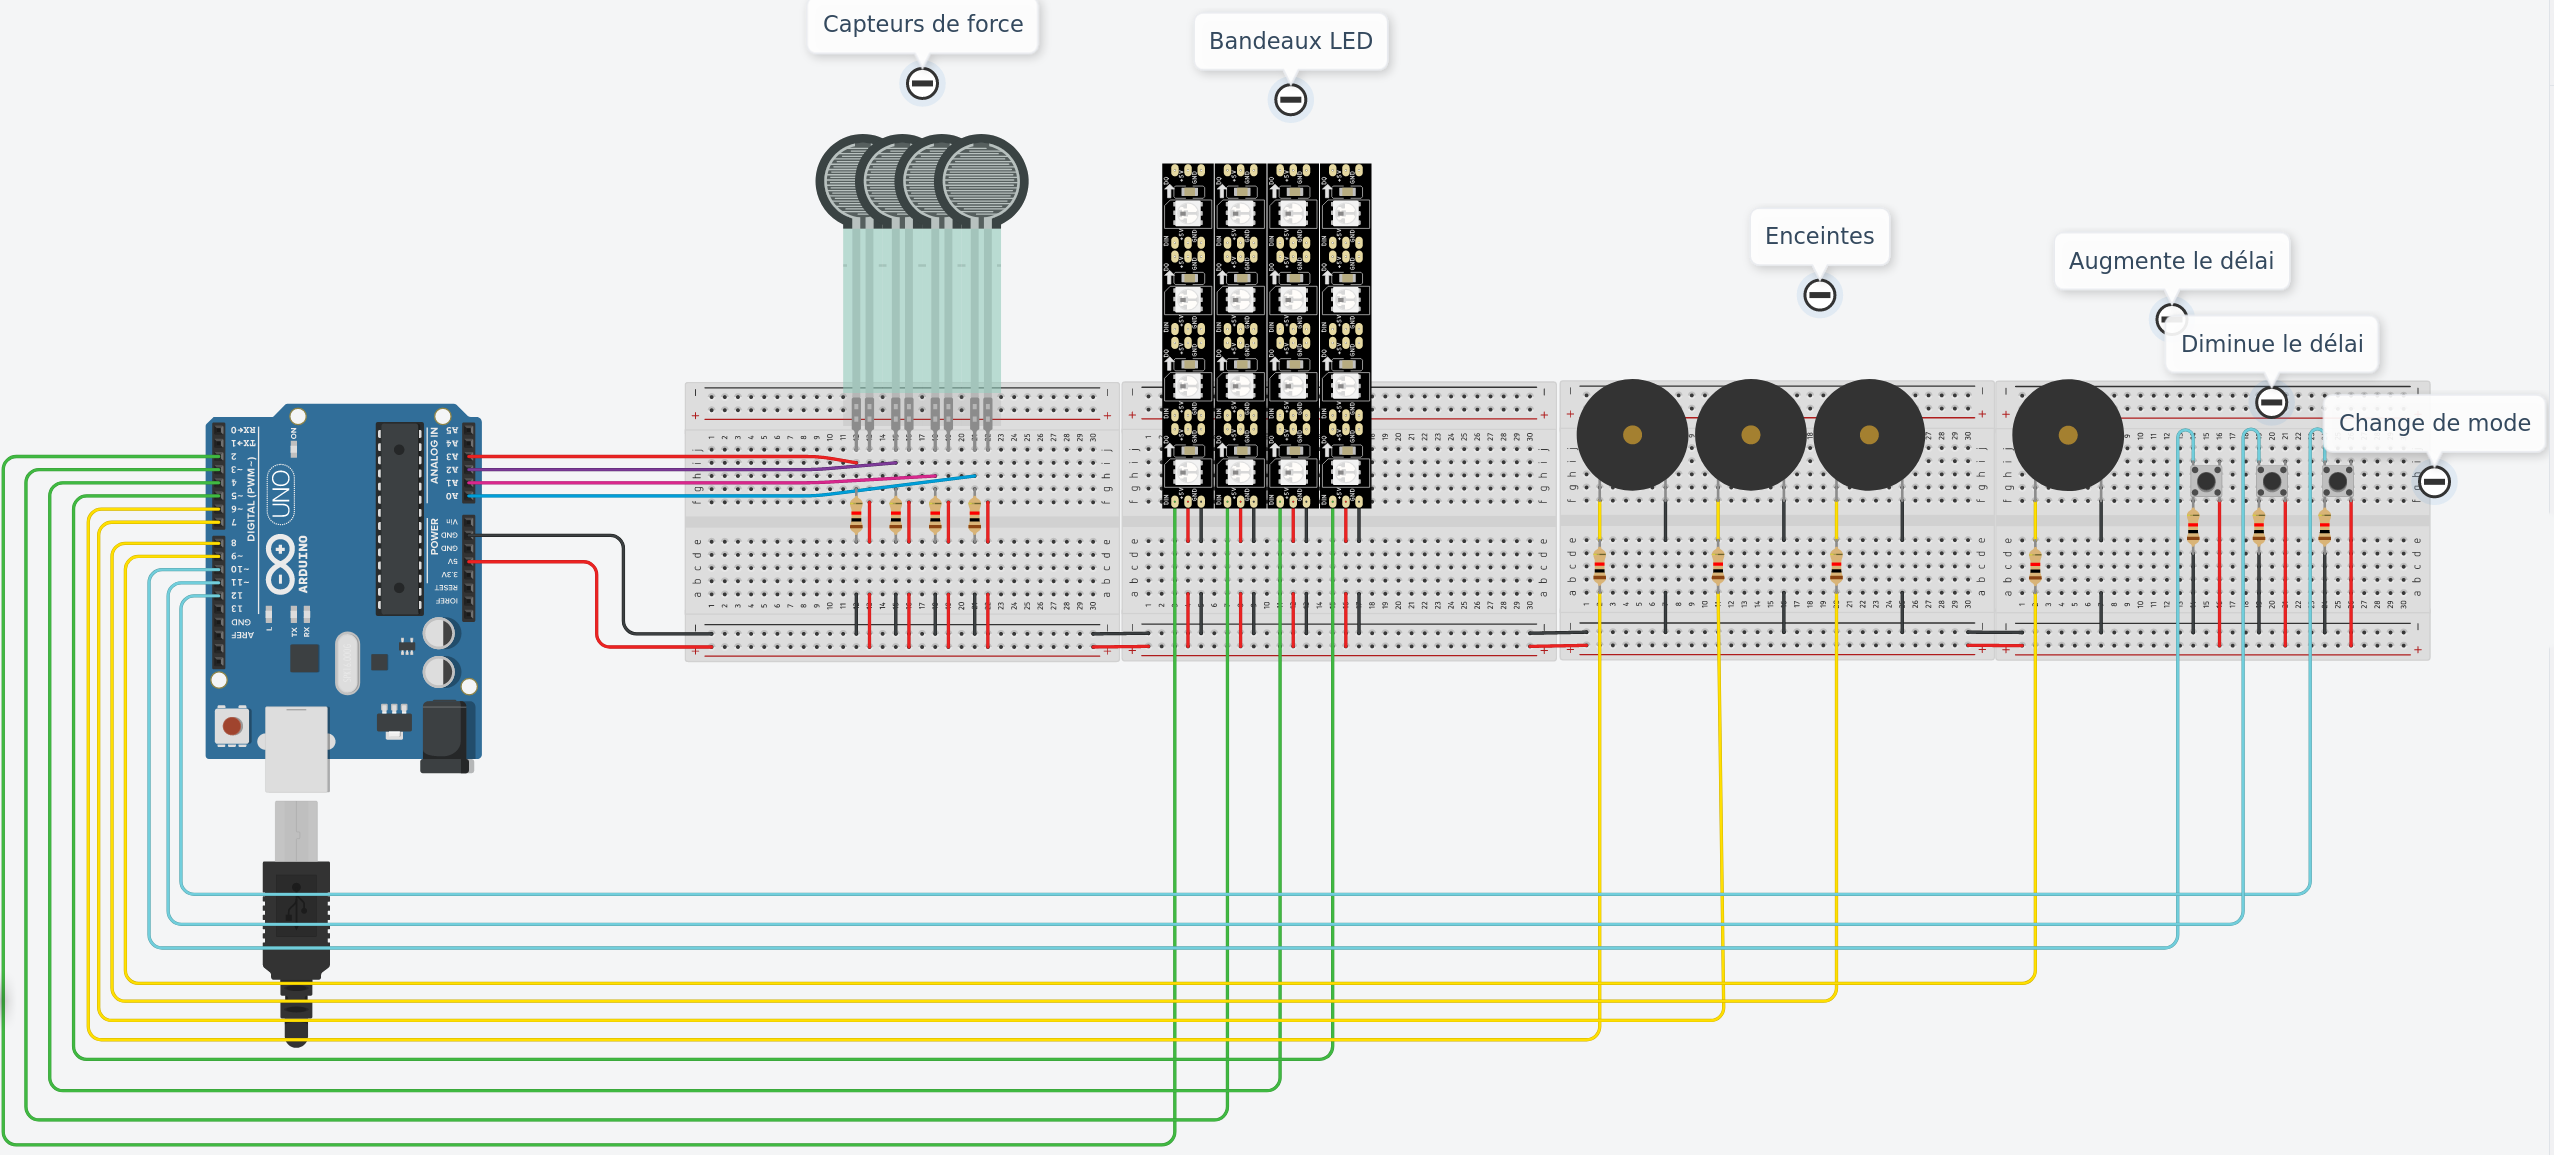 Capteurs de force
Bandeaux LED
Enceintes
Augmente le délai
Diminue le délai
Change de mode
RX←0
TX→1
2
~3
4
~5
~6
7
8
~9
~10
~11
12
13
GND
AREF
DIGITAL (PWM~)
UNO
ARDUINO
ON
L
TX
RX
ANALOG IN
A5
A4
A3
A2
A1
A0
POWER
Vin
GND
GND
5V
3.3V
RESET
IOREF